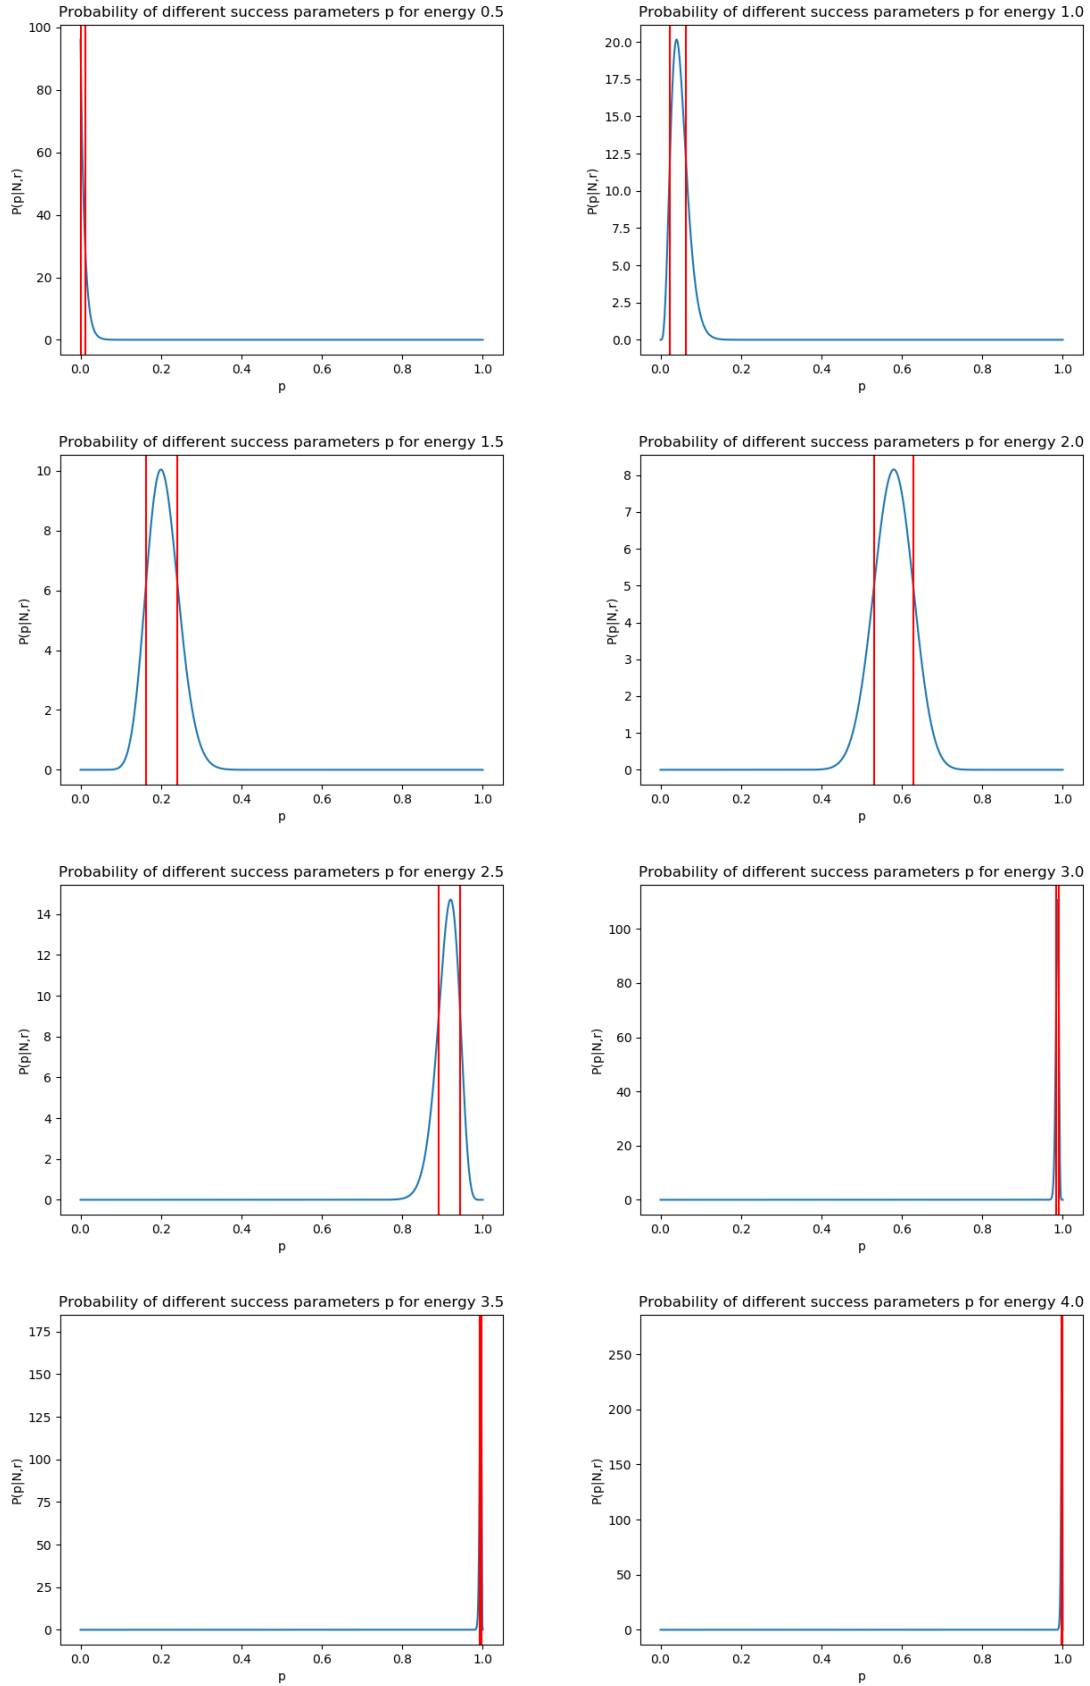 Probability of different success parameters p for energy 0.5
100
80
60
40
20
0
P(p|N,r)
0.0 0.2 0.4 0.6 0.8 1.0
p
Probability of different success parameters p for energy 1.0
20.0
17.5
15.0
12.5
10.0
7.5
5.0
2.5
0.0
P(p|N,r)
0.0 0.2 0.4 0.6 0.8 1.0
p
Probability of different success parameters p for energy 1.5
10
8
6
4
2
0
P(p|N,r)
0.0 0.2 0.4 0.6 0.8 1.0
p
Probability of different success parameters p for energy 2.0
8
7
6
5
4
3
2
1
0
P(p|N,r)
0.0 0.2 0.4 0.6 0.8 1.0
p
Probability of different success parameters p for energy 2.5
14
12
10
8
6
4
2
0
P(p|N,r)
0.0 0.2 0.4 0.6 0.8 1.0
p
Probability of different success parameters p for energy 3.0
100
80
60
40
20
0
P(p|N,r)
0.0 0.2 0.4 0.6 0.8 1.0
p
Probability of different success parameters p for energy 3.5
175
150
125
100
75
50
25
0
P(p|N,r)
0.0 0.2 0.4 0.6 0.8 1.0
p
Probability of different success parameters p for energy 4.0
250
200
150
100
50
0
P(p|N,r)
0.0 0.2 0.4 0.6 0.8 1.0
p